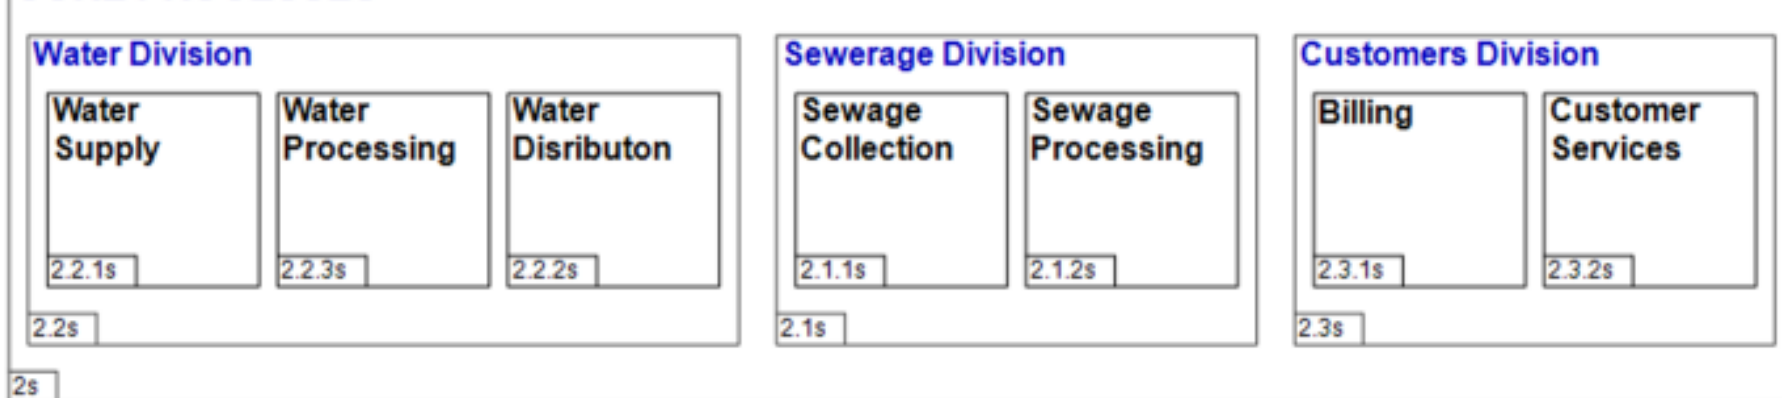 Water Division
Water
Supply
2.2.1s
Water
Processing
2.2.3s
Water
Disributon
2.2.2s
2.2s
Sewerage Division
Sewage
Collection
2.1.1s
Sewage
Processing
2.1.2s
2.1s
Customers Division
Billing
2.3.1s
Customer
Services
2.3.2s
2.3s
2s